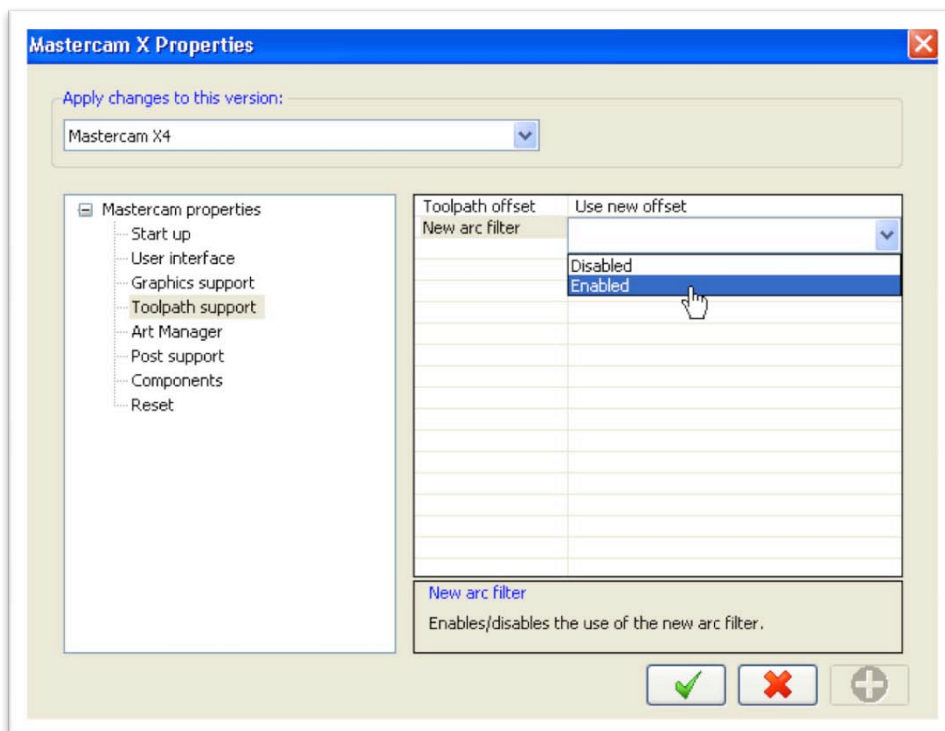 Mastercam X Properties
Apply changes to this version:
Mastercam X4
Mastercam properties
Start up
User interface
Graphics support
Toolpath support
Art Manager
Post support
Components
Reset
Toolpath offset Use new offset
New arc filter
Disabled
Enabled
New arc filter
Enables/disables the use of the new arc filter.